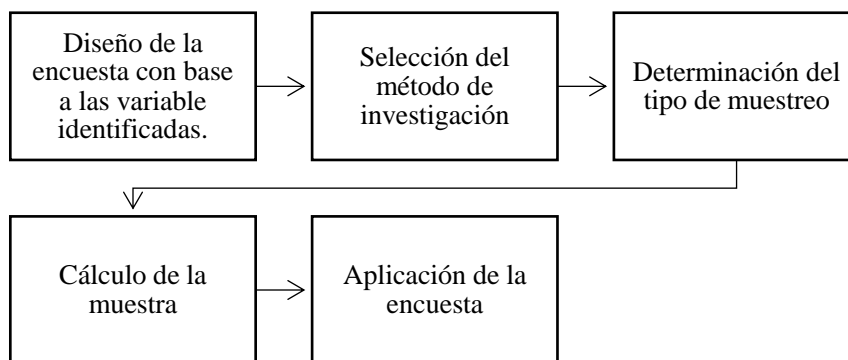 Diseño de la
encuesta con base
a las variable
identificadas.
Selección del
método de
investigación
Determinación del
tipo de muestreo
Cálculo de la
muestra
Aplicación de la
encuesta